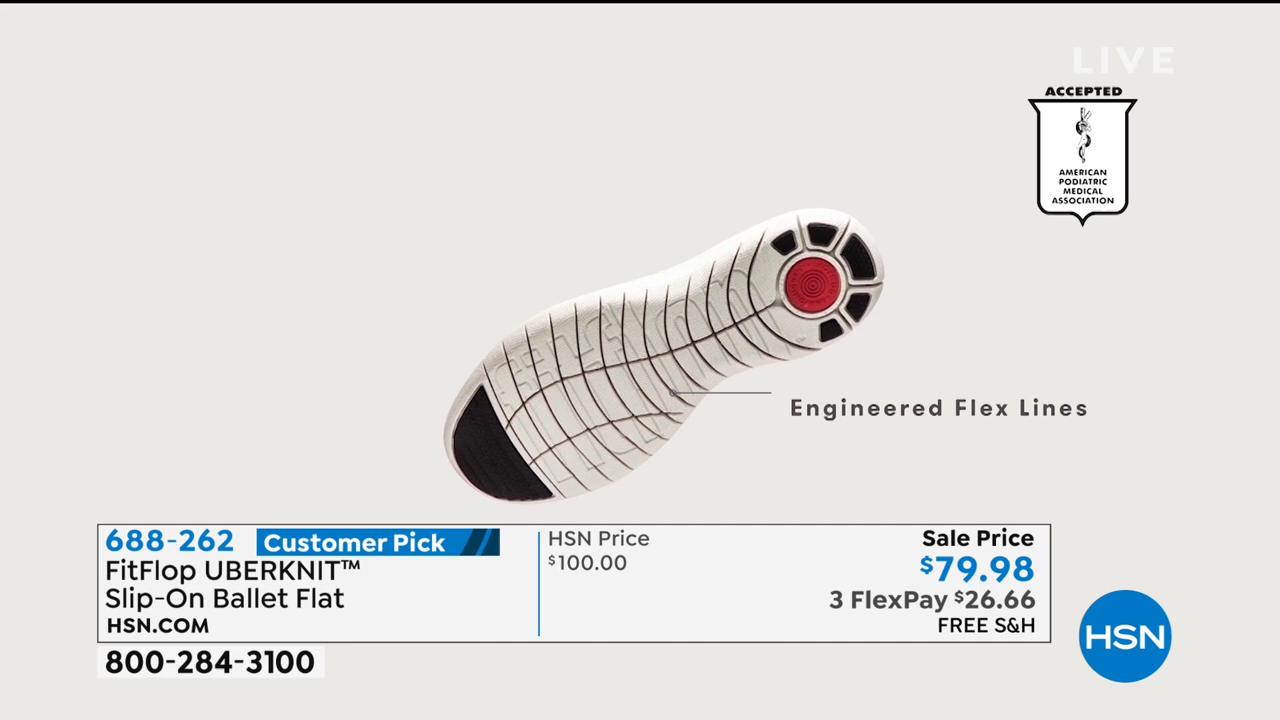 LIVE
ACCEPTED
AMERICAN
PODIATRIC
MEDICAL
ASSOCIATION
Engineered Flex Lines
688-262 Customer Pick
FitFlop UBERKNIT™
Slip-On Ballet Flat
HSN.COM
HSN Price
$100.00
Sale Price
$79.98
3 FlexPay $26.66
FREE S&H
800-284-3100
HSN